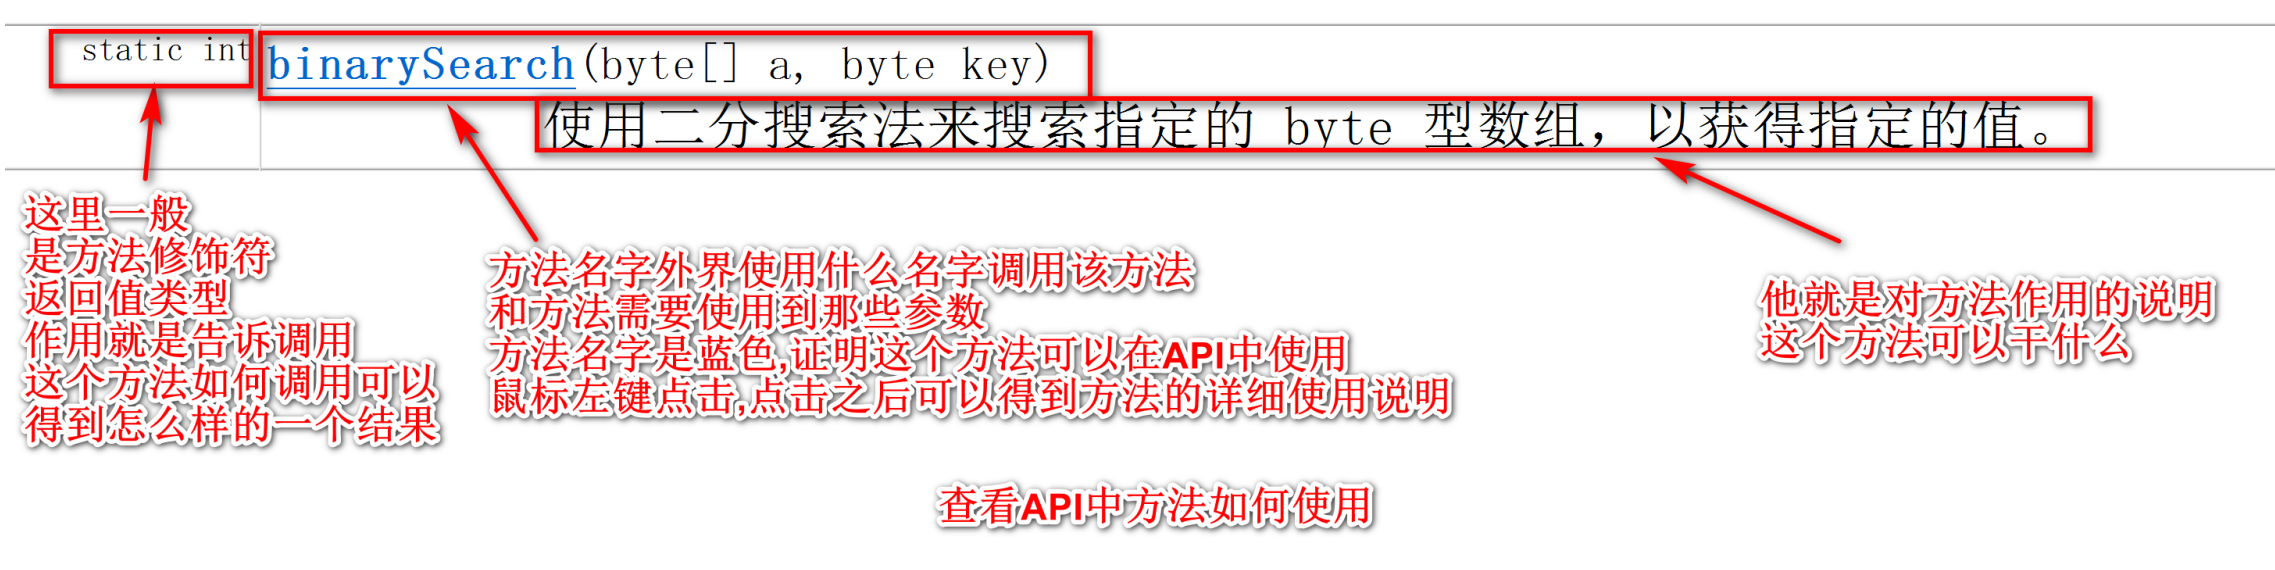 static int
binarySearch(byte[] a, byte key)
使用二分搜索法来搜索指定的 byte 型数组，以获得指定的值。
这里一般
是方法修饰符
返回值类型
作用就是告诉调用
这个方法如何调用可以
得到怎么样的一个结果
方法名字外界使用什么名字调用该方法
和方法需要使用到那些参数
方法名字是蓝色,证明这个方法可以在API中使用
鼠标左键点击,点击之后可以得到方法的详细使用说明
他就是对方法作用的说明
这个方法可以干什么
查看API中方法如何使用